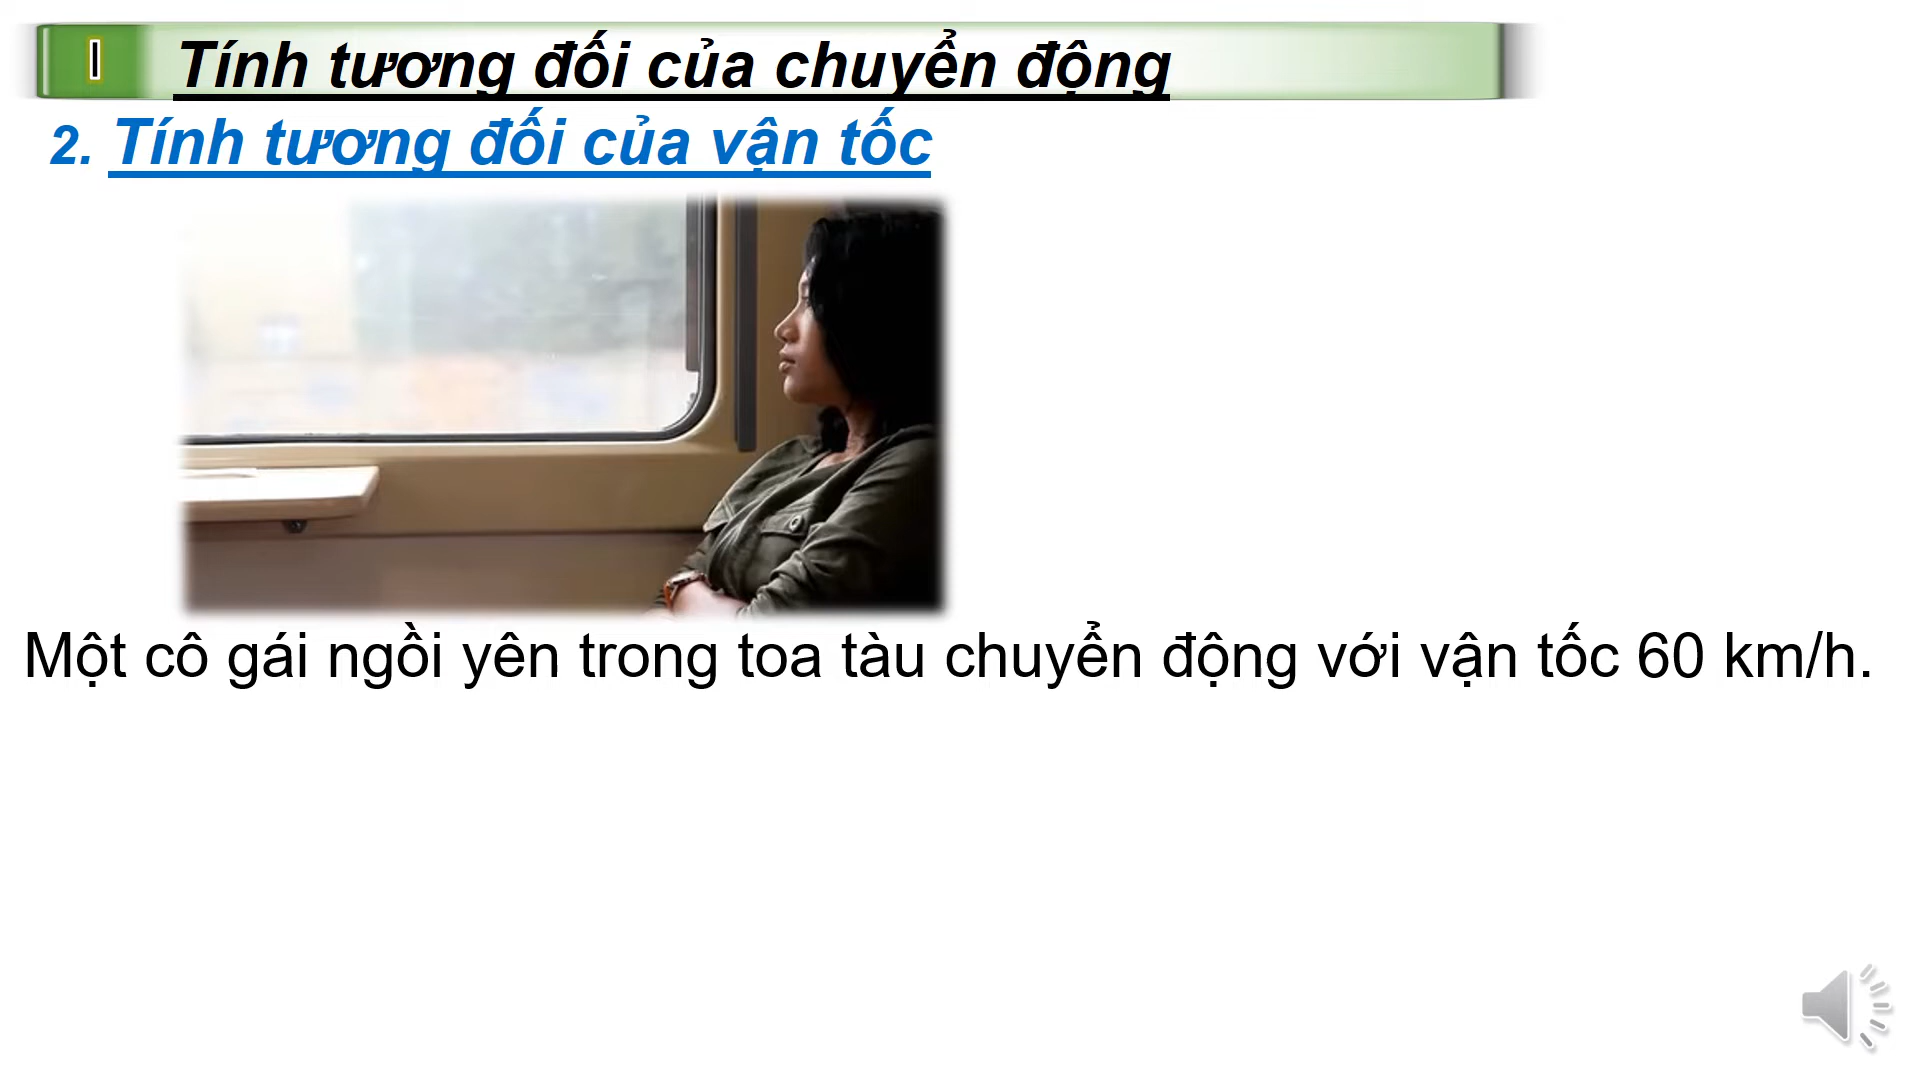 I Tính tương đối của chuyển động
2. Tính tương đối của vận tốc
Một cô gái ngồi yên trong toa tàu chuyển động với vận tốc 60 km/h.